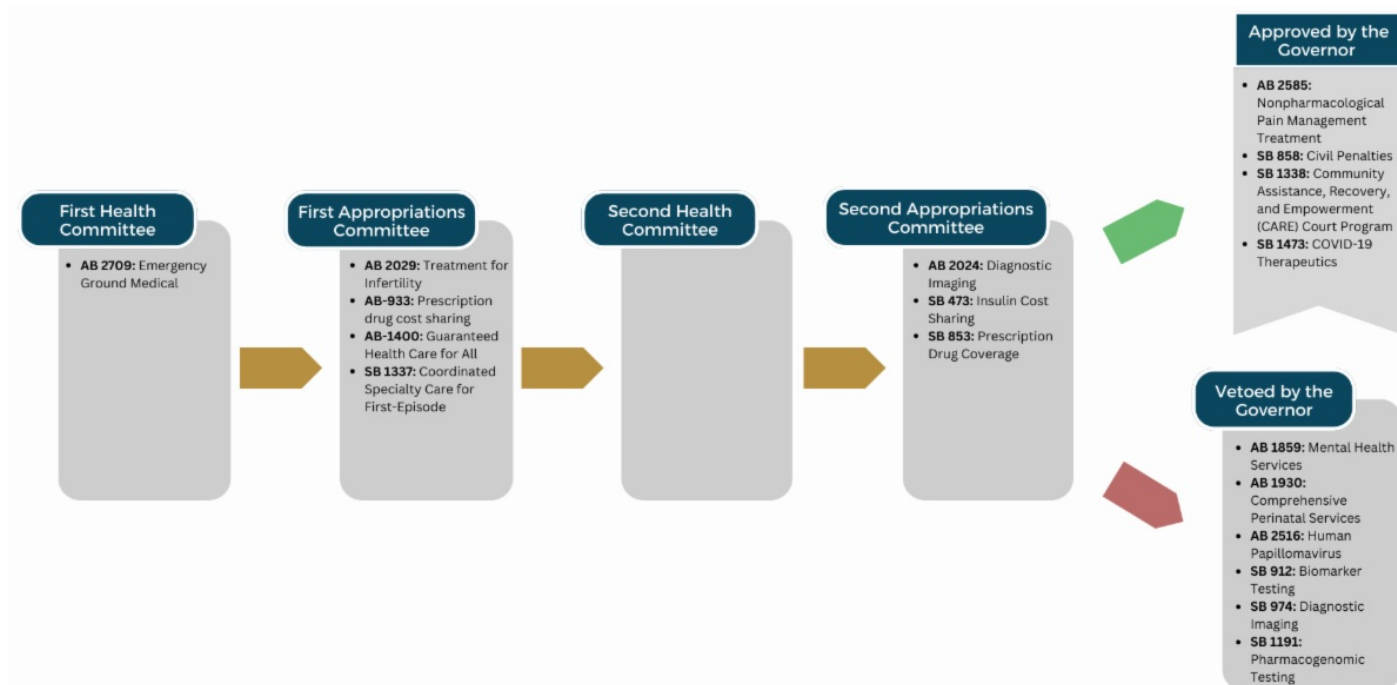 First Health
Committee
• AB 2709: Emergency
Ground Medical
First Appropriations
Committee
• AB 2029: Treatment for
Infertility
• AB-933: Prescription
drug cost sharing
• AB-1400: Guaranteed
Health Care for All
• SB 1337: Coordinated
Specialty Care for
First-Episode
Second Health
Committee
Second Appropriations
Committee
• AB 2024: Diagnostic
Imaging
• SB 473: Insulin Cost
Sharing
• SB 853: Prescription
Drug Coverage
Approved by the
Governor
• AB 2585:
Nonpharmacological
Pain Management
Treatment
• SB 858: Civil Penalties
• SB 1338: Community
Assistance, Recovery,
and Empowerment
(CARE) Court Program
• SB 1473: COVID-19
Therapeutics
Vetoed by the
Governor
• AB 1859: Mental Health
Services
• AB 1930:
Comprehensive
Perinatal Services
• AB 2516: Human
Papillomavirus
• SB 912: Biomarker
Testing
• SB 974: Diagnostic
Imaging
• SB 1191:
Pharmacogenomic
Testing